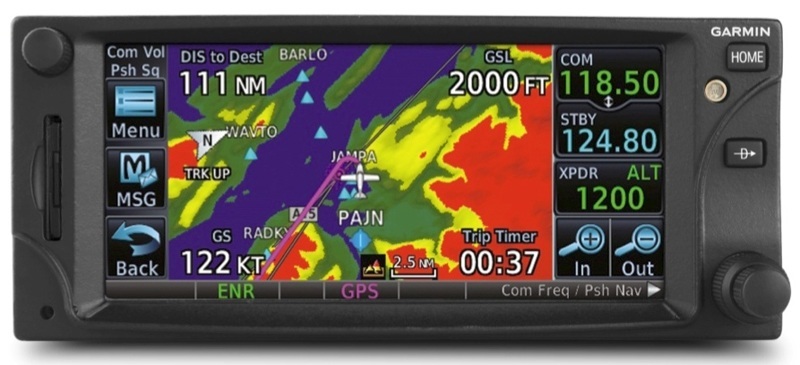 GARMIN
HOME
Com Vol
Psh Sq
Menu
MSG
Back
DIS to Dest
111 NM
BARLO
GSL
2000 FT
N
WAVTO
TRK UP
JAMPA
A15
PAJN
RADKY
GS
122 KT
2.5 NM
Trip Timer
00:37
COM
118.50
STBY
124.80
XPDR ALT
1200
In
Out
ENR
GPS
Com Freq / Psh Nav
D